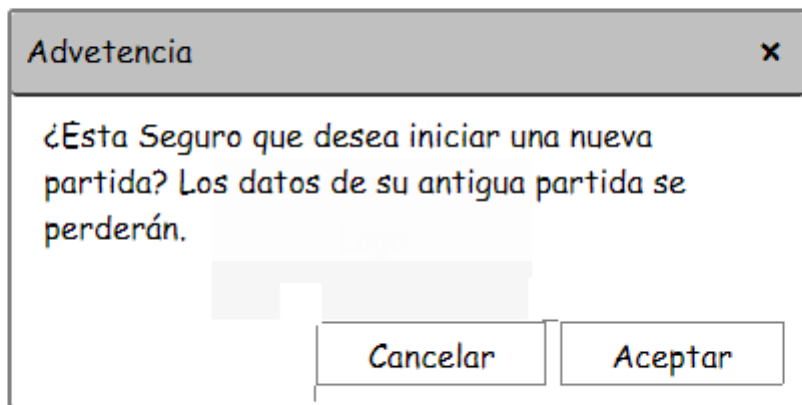 Advetencia
¿Esta Seguro que desea iniciar una nueva
partida? Los datos de su antigua partida se
perderán.
Cancelar Aceptar